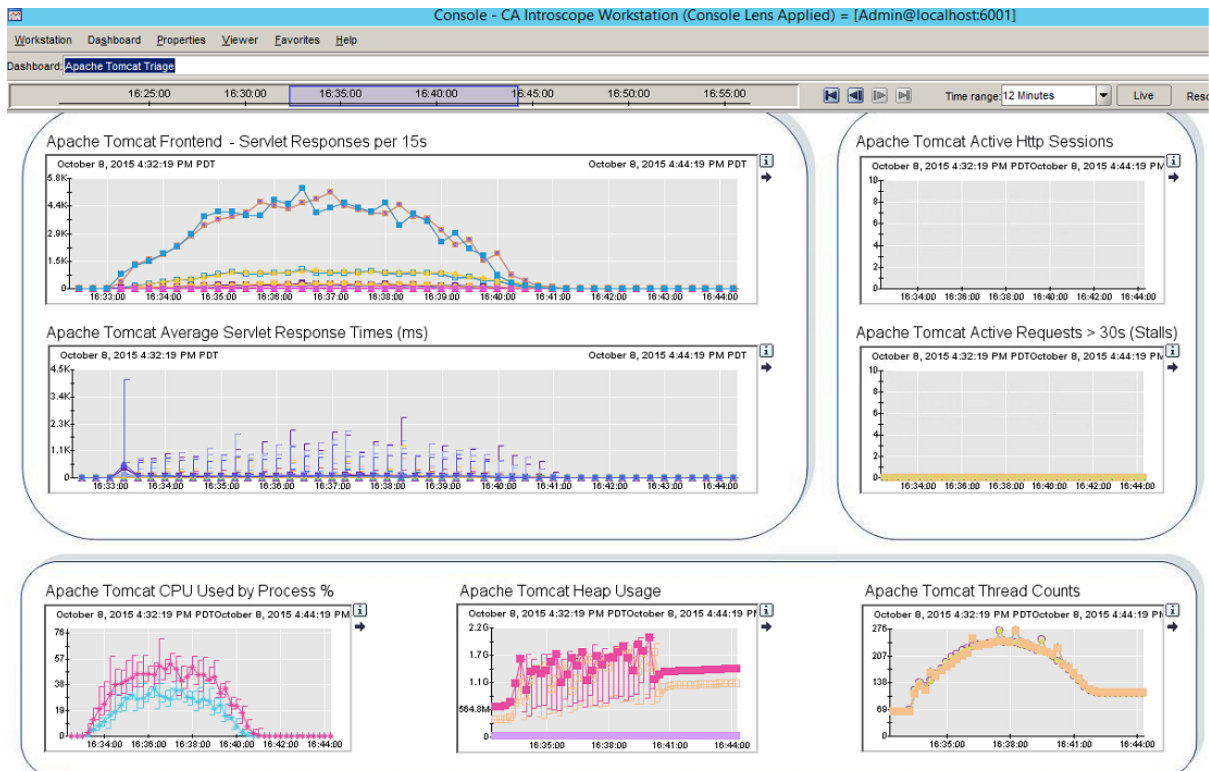 Console - CA Introscope Workstation (Console Lens Applied) = [Admin@localhost:6001]
Workstation Dashboard Properties Viewer Favorites Help
Dashboard: Apache Tomcat Triage
16:25:00 16:30:00 16:35:00 16:40:00 16:45:00 16:50:00 16:55:00 Time range: 12 Minutes Live Reso
Apache Tomcat Frontend - Servlet Responses per 15s
October 8, 2015 4:32:19 PM PDT October 8, 2015 4:44:19 PM PDT
5.8K
4.4K
2.9K
1.5K
0
16:33:00 16:34:00 16:35:00 16:36:00 16:37:00 16:38:00 16:39:00 16:40:00 16:41:00 16:42:00 16:43:00 16:44:00
Apache Tomcat Active Http Sessions
October 8, 2015 4:32:19 PM PDTOctober 8, 2015 4:44:19 PM
10
8
6
4
2
0
16:34:00 16:36:00 16:38:00 16:40:00 16:42:00 16:44:00
Apache Tomcat Average Servlet Response Times (ms)
October 8, 2015 4:32:19 PM PDT October 8, 2015 4:44:19 PM PDT
4.5K
3.4K
2.3K
1.1K
0
16:33:00 16:34:00 16:35:00 16:36:00 16:37:00 16:38:00 16:39:00 16:40:00 16:41:00 16:42:00 16:43:00 16:44:00
Apache Tomcat Active Requests > 30s (Stalls)
October 8, 2015 4:32:19 PM PDTOctober 8, 2015 4:44:19 PM
10
8
6
4
2
0
16:34:00 16:36:00 16:38:00 16:40:00 16:42:00 16:44:00
Apache Tomcat CPU Used by Process %
October 8, 2015 4:32:19 PM PDTOctober 8, 2015 4:44:19 PM
76
57
38
19
0
16:34:00 16:36:00 16:38:00 16:40:00 16:42:00 16:44:00
Apache Tomcat Heap Usage
October 8, 2015 4:32:19 PM PDTOctober 8, 2015 4:44:19 PM
2.2G
1.7G
1.1G
564.8M
0
16:35:00 16:38:00 16:41:00 16:44:00
Apache Tomcat Thread Counts
October 8, 2015 4:32:19 PM PDTOctober 8, 2015 4:44:19 PM
276
207
138
69
0
16:35:00 16:38:00 16:41:00 16:44:00